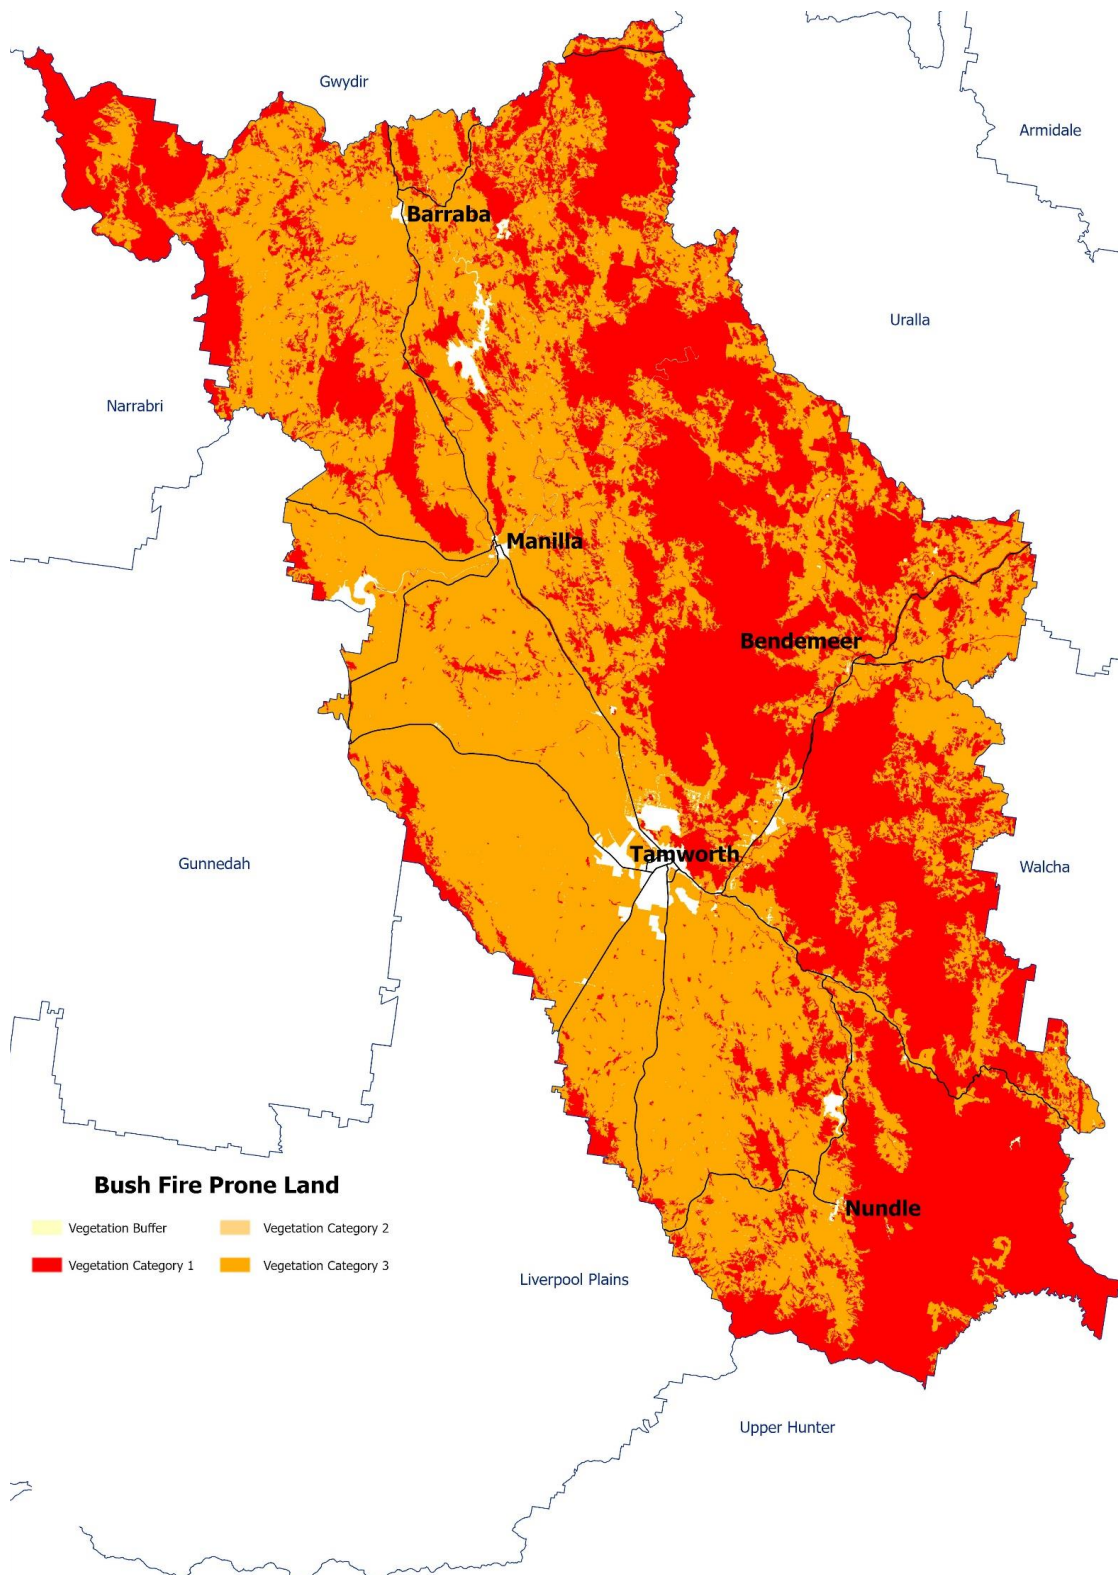 Gwydir
Armidale
Barraba
Uralla
Narrabri
Manilla
Bendemeer
Tamworth
Gunnedah
Walcha
Bush Fire Prone Land
Vegetation Buffer
Vegetation Category 2
Vegetation Category 1
Vegetation Category 3
Nundle
Liverpool Plains
Upper Hunter